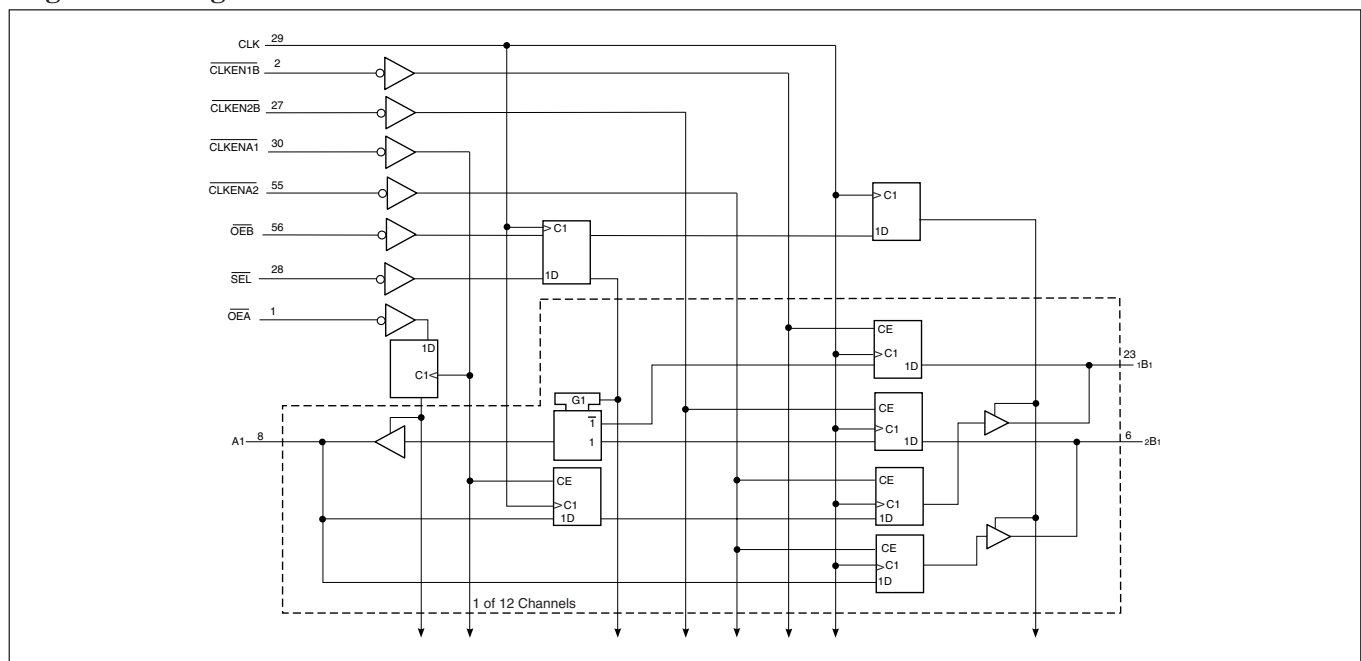 CLK 29
CLKEN1B 2
CLKEN2B 27
CLKENA1 30
CLKENA2 55
C1
1D
OEB 56
C1
1D
SEL 28
OEA 1
1D
C1
CE
C1
1D
23 1B1
G1
1
1
CE
C1
1D
A1 8
6 2B1
CE
C1
1D
CE
C1
1D
CE
C1
1D
1 of 12 Channels